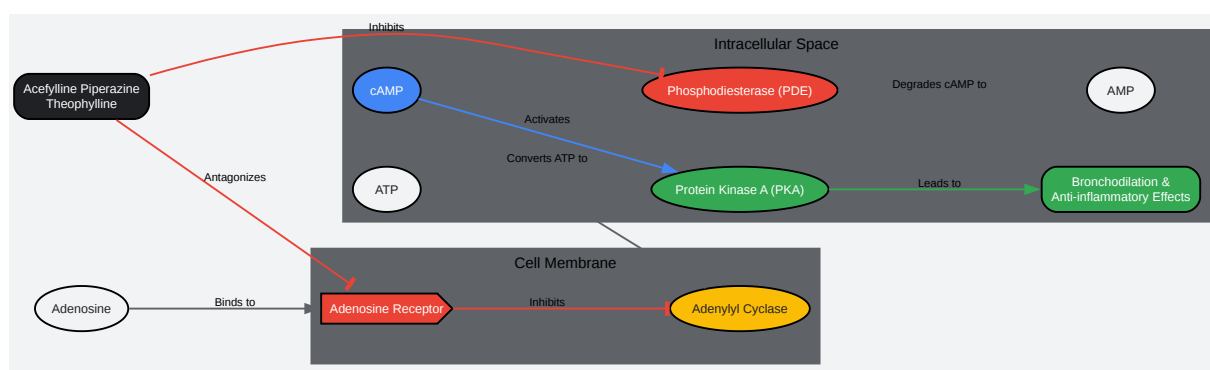 Inhibits
Intracellular Space
Acefylline Piperazine
Theophylline
cAMP
Phosphodiesterase (PDE)
Degrades cAMP to
AMP
Activates
Converts ATP to
Antagonizes
ATP
Protein Kinase A (PKA)
Leads to
Bronchodilation &
Anti-inflammatory Effects
Cell Membrane
Adenosine
Binds to
Adenosine Receptor
Inhibits
Adenylyl Cyclase